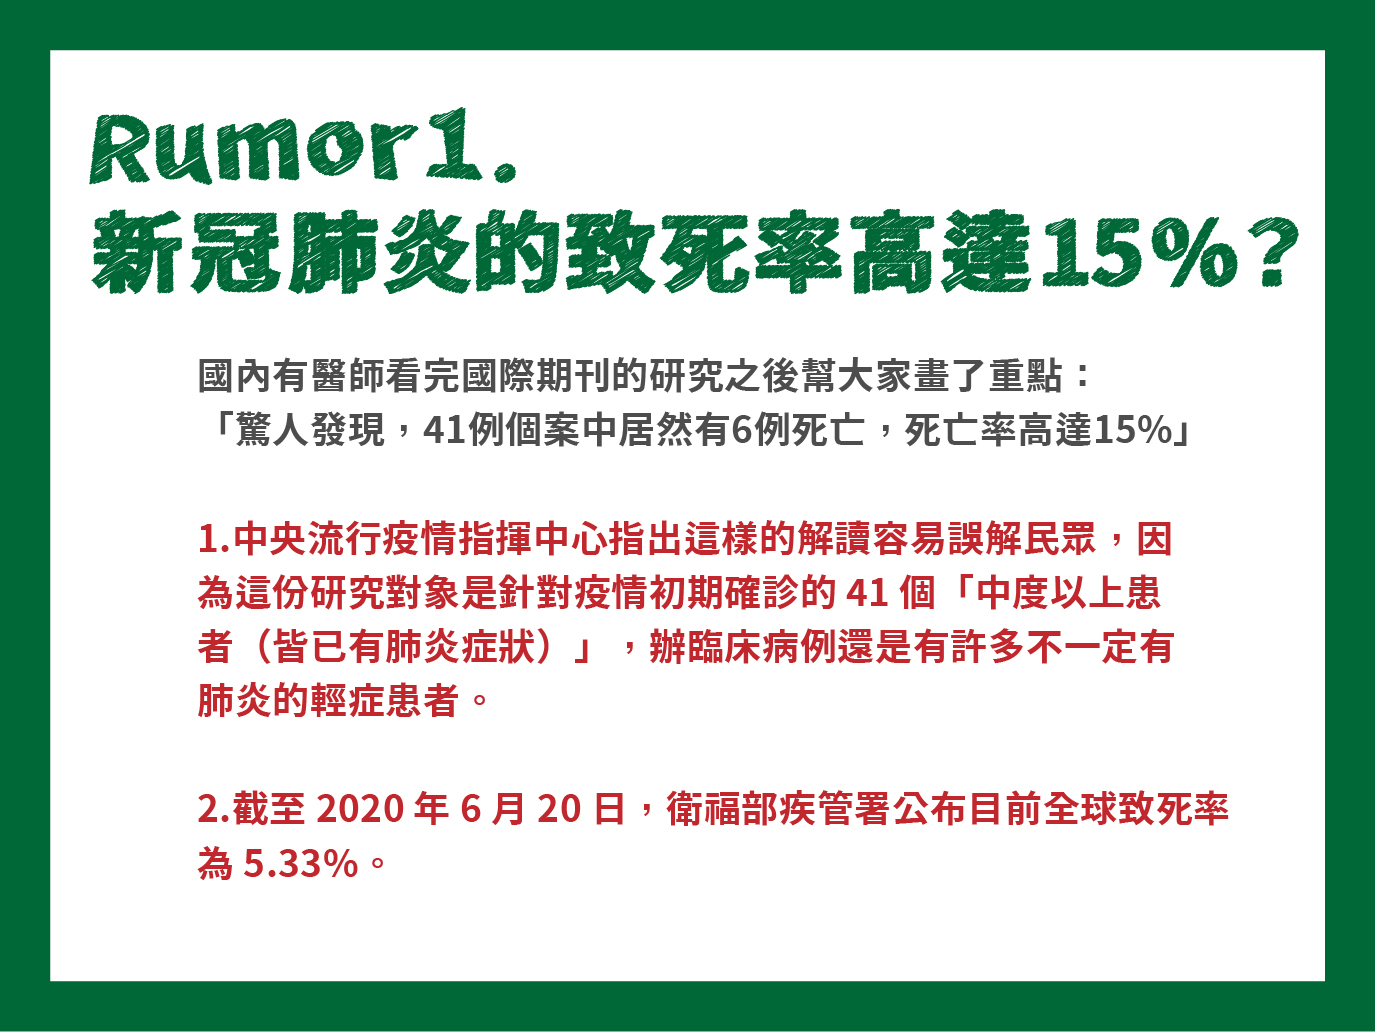 Rumor1.
新冠肺炎的致死率高達15%?
國內有醫師看完國際期刊的研究之後幫大家畫了重點：
「驚人發現，41例個案中居然有6例死亡，死亡率高達15%」
1.中央流行疫情指揮中心指出這樣的解讀容易誤解民眾，因
為這份研究對象是針對疫情初期確診的 41 個「中度以上患
者（皆已有肺炎症狀）」，辦臨床病例還是有許多不一定有
肺炎的輕症患者。
2.截至 2020 年 6 月 20 日，衛福部疾管署公布目前全球致死率
為 5.33%。